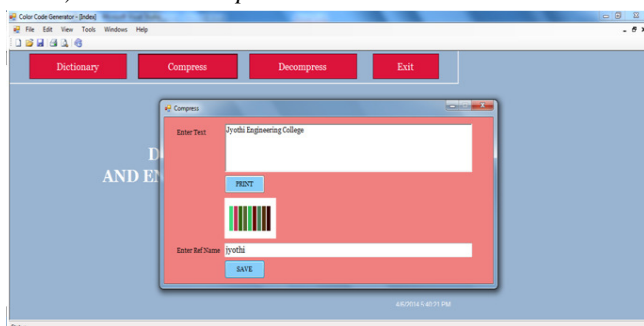 Color Code Generator - [Index]
File Edit View Tools Windows Help
Dictionary Compress Decompress Exit
Compress
Enter Text Jyothi Engineering College
D
AND EN
PRINT
Enter Ref Name jyothi
SAVE